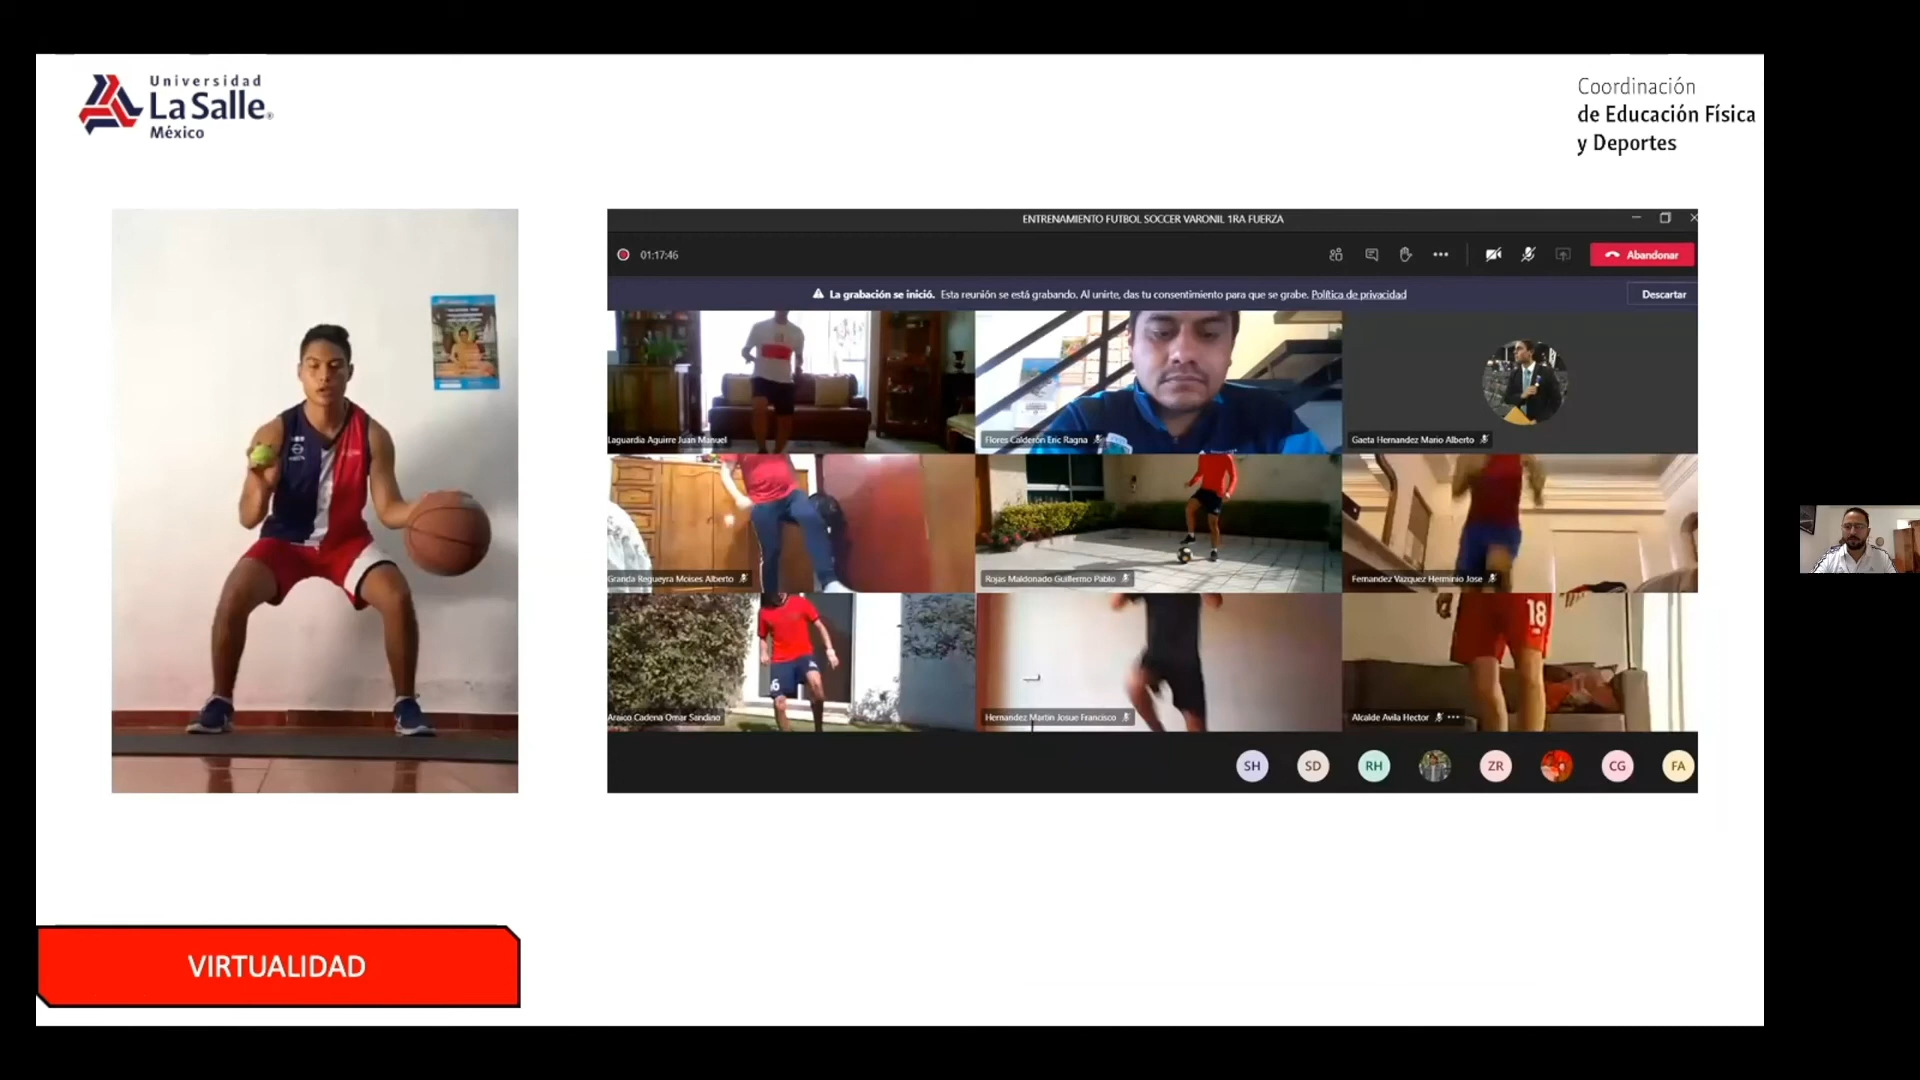 Universidad
La Salle®
México
Coordinación
de Educación Física
y Deportes
ENTRENAMIENTO FUTBOL SOCCER VARONIL 1RA FUERZA
01:17:46
Abandonar
La grabación se inició. Esta reunión se está grabando. Al unirte, das tu consentimiento para que se grabe. Política de privacidad
Descartar
Laguardia Aguirre Juan Manuel
Flores Calderón Eric Ragna
Gaeta Hernandez Mario Alberto
Granda Regueyra Moises Alberto
Rojas Maldonado Guillermo Pablo
Fernandez Vazquez Herminio Jose
18
6
Araico Cadena Omar Sandino
Hernandez Martin Josue Francisco
Alcalde Avila Hector
SH
SD
RH
ZR
CG
FA
VIRTUALIDAD